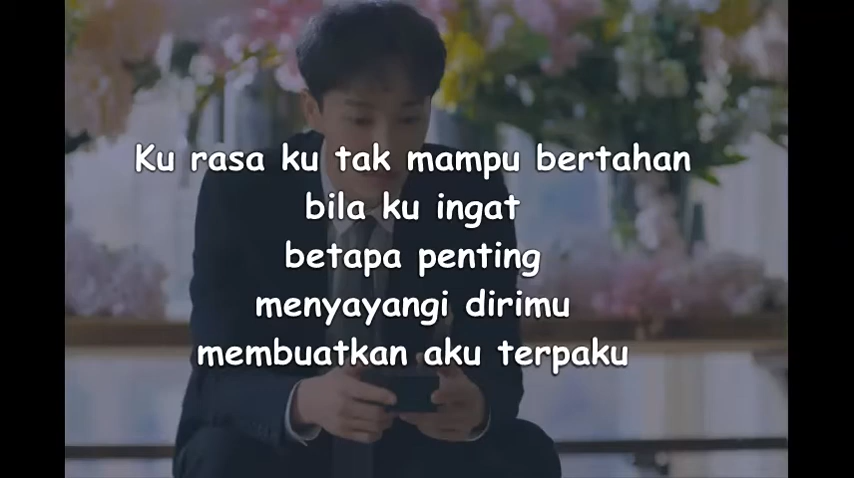 Ku rasa ku tak mampu bertahan
bila ku ingat
betapa penting
menyayangi dirimu
membuatkan aku terpaku